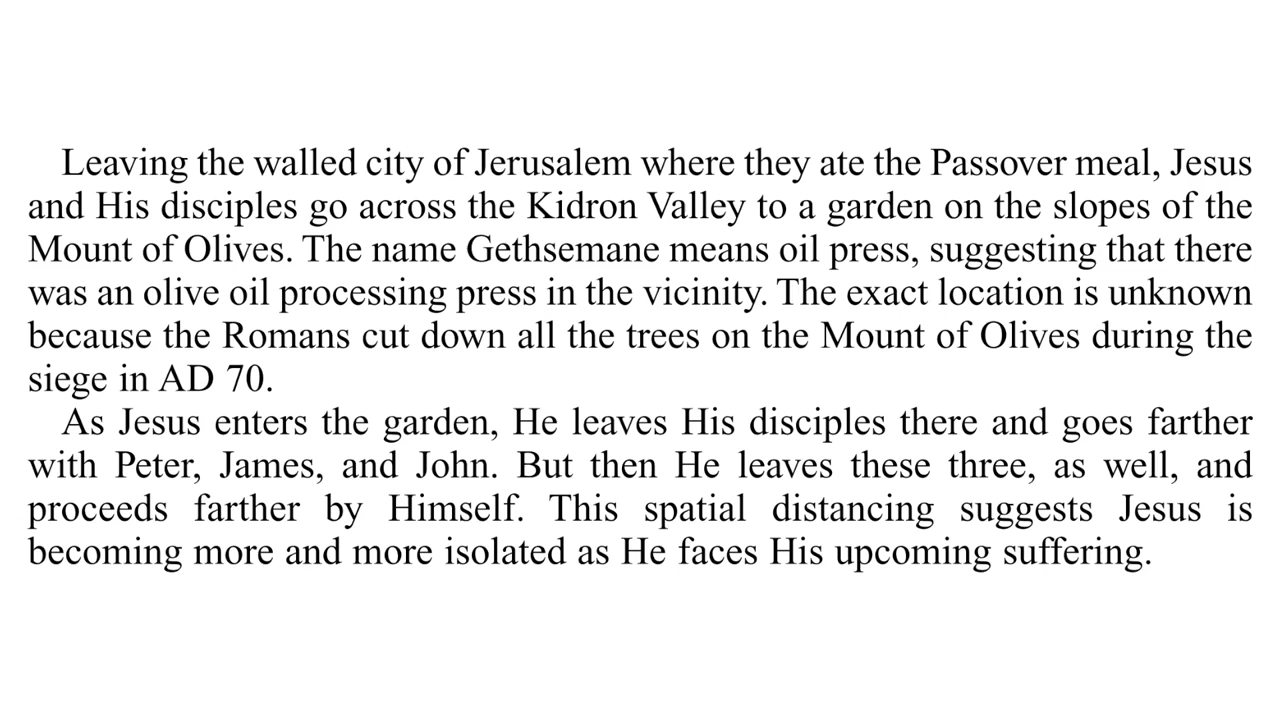 Leaving the walled city of Jerusalem where they ate the Passover meal, Jesus
and His disciples go across the Kidron Valley to a garden on the slopes of the
Mount of Olives. The name Gethsemane means oil press, suggesting that there
was an olive oil processing press in the vicinity. The exact location is unknown
because the Romans cut down all the trees on the Mount of Olives during the
siege in AD 70.
As Jesus enters the garden, He leaves His disciples there and goes farther
with Peter, James, and John. But then He leaves these three, as well, and
proceeds farther by Himself. This spatial distancing suggests Jesus is
becoming more and more isolated as He faces His upcoming suffering.